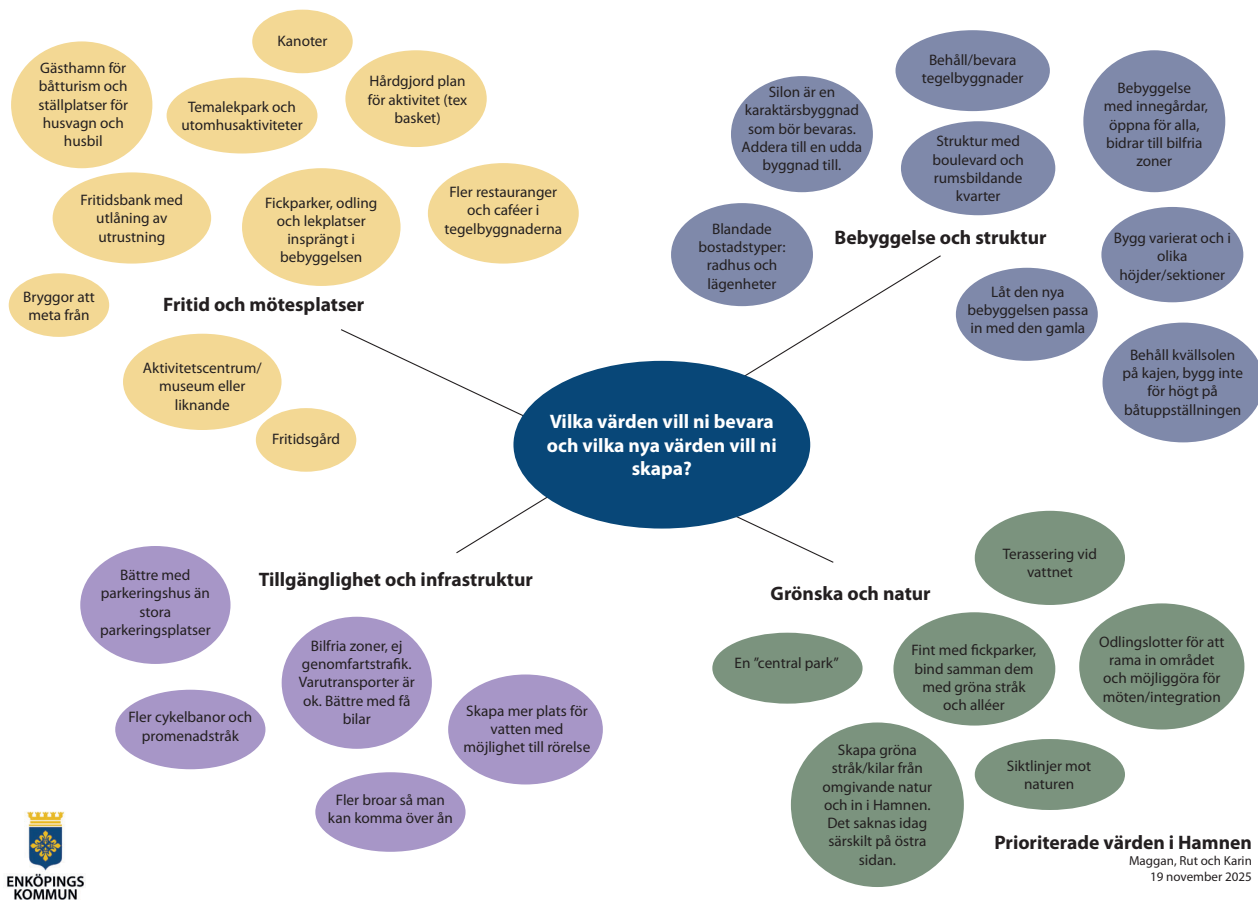 Kanoter
Gästhamn för
båtturism och
ställplatser för
husvagn och
husbil
Temalekpark och
utomhusaktiviteter
Hårdgjord plan
för aktivitet (tex
basket)
Fritidsbank med
utlåning av
utrustning
Fickparker, odling
och lekplatser
insprängt i
bebyggelsen
Fler restauranger
och caféer i
tegelbyggnaderna
Bryggor att
meta från
Fritid och mötesplatser
Aktivitetscentrum/
museum eller
liknande
Fritidsgård
Behåll/bevara
tegelbyggnader
Silon är en
karaktärsbyggnad
som bör bevaras.
Addera till en udda
byggnad till.
Bebyggelse
med innegårdar,
öppna för alla,
bidrar till bilfria
zoner
Struktur med
boulevard och
rumsbildande
kvarter
Blandade
bostadstyper:
radhus och
lägenheter
Bebyggelse och struktur
Bygg varierat och i
olika
höjder/sektioner
Låt den nya
bebyggelsen passa
in med den gamla
Behåll kvällsolen
på kajen, bygg inte
för högt på
båtuppställningen
Vilka värden vill ni bevara
och vilka nya värden vill ni
skapa?
Tillgänglighet och infrastruktur
Bättre med
parkeringshus än
stora
parkeringsplatser
Bilfria zoner, ej
genomfartstrafik.
Varutransporter är
ok. Bättre med få
bilar
Fler cykelbanor och
promenadstråk
Skapa mer plats för
vatten med
möjlighet till rörelse
Fler broar så man
kan komma över ån
Grönska och natur
Terassering vid
vattnet
En ”central park”
Fint med fickparker,
bind samman dem
med gröna stråk
och alléer
Odlingslotter för att
rama in området
och möjliggöra för
möten/integration
Skapa gröna
stråk/kilar från
omgivande natur
och in i Hamnen.
Det saknas idag
särskilt på östra
sidan.
Siktlinjer mot
naturen
Prioriterade värden i Hamnen
Maggan, Rut och Karin
19 november 2025
ENKÖPINGS
KOMMUN